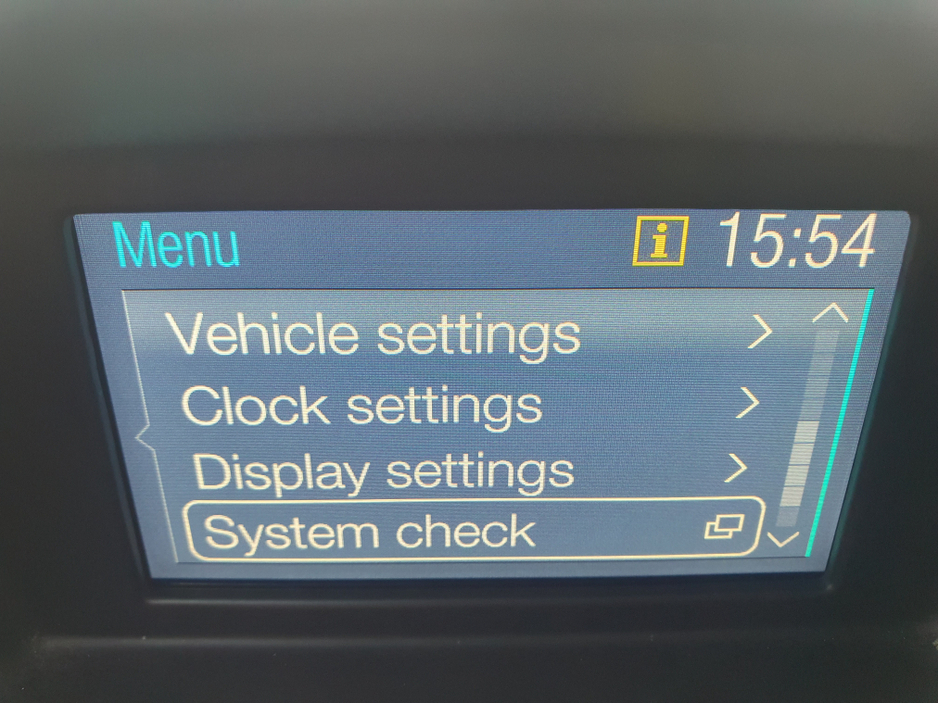 Menu i 15:54
Vehicle settings
Clock settings
Display settings
System check